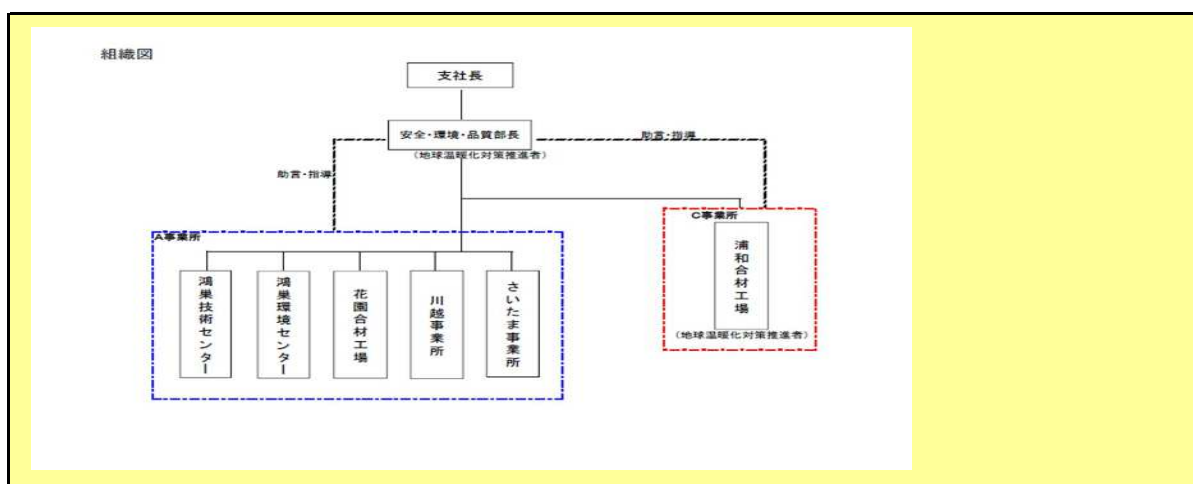 組織図
支社長
安全・環境・品質部長
(地球温暖化対策推進者)
助言・指導
助言・指導
A事業所
鴻巣技術センター
鴻巣環境センター
花園合材工場
川越事業所
さいたま事業所
C事業所
浦和合材工場
(地球温暖化対策推進者)